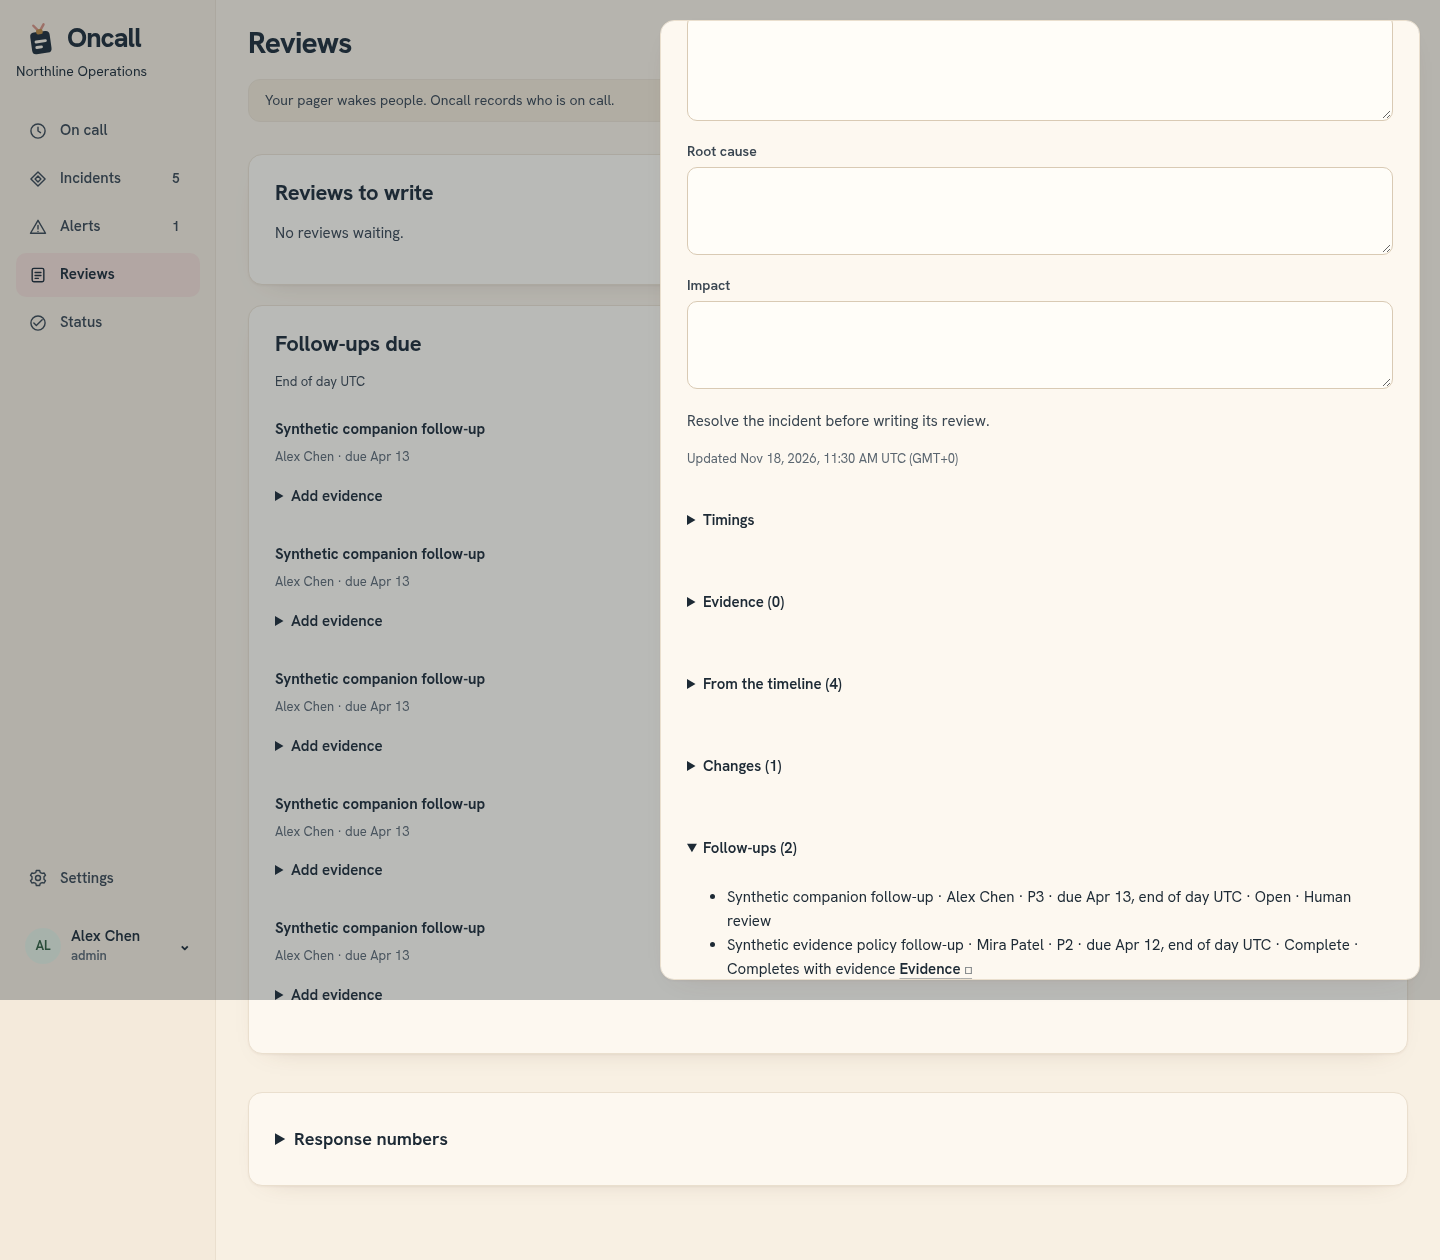 Oncall
Northline Operations
On call
Incidents 5
Alerts 1
Reviews
Status
Settings
AL
Alex Chen
admin
Reviews
Your pager wakes people. Oncall records who is on call.
Reviews to write
No reviews waiting.
Follow-ups due
End of day UTC
Synthetic companion follow-up
Alex Chen · due Apr 13
Add evidence
Synthetic companion follow-up
Alex Chen · due Apr 13
Add evidence
Synthetic companion follow-up
Alex Chen · due Apr 13
Add evidence
Synthetic companion follow-up
Alex Chen · due Apr 13
Add evidence
Synthetic companion follow-up
Alex Chen · due Apr 13
Add evidence
Response numbers
Root cause
Impact
Resolve the incident before writing its review.
Updated Nov 18, 2026, 11:30 AM UTC (GMT+0)
Timings
Evidence (0)
From the timeline (4)
Changes (1)
Follow-ups (2)
Synthetic companion follow-up · Alex Chen · P3 · due Apr 13, end of day UTC · Open · Human
review
Synthetic evidence policy follow-up · Mira Patel · P2 · due Apr 12, end of day UTC · Complete ·
Completes with evidence Evidence